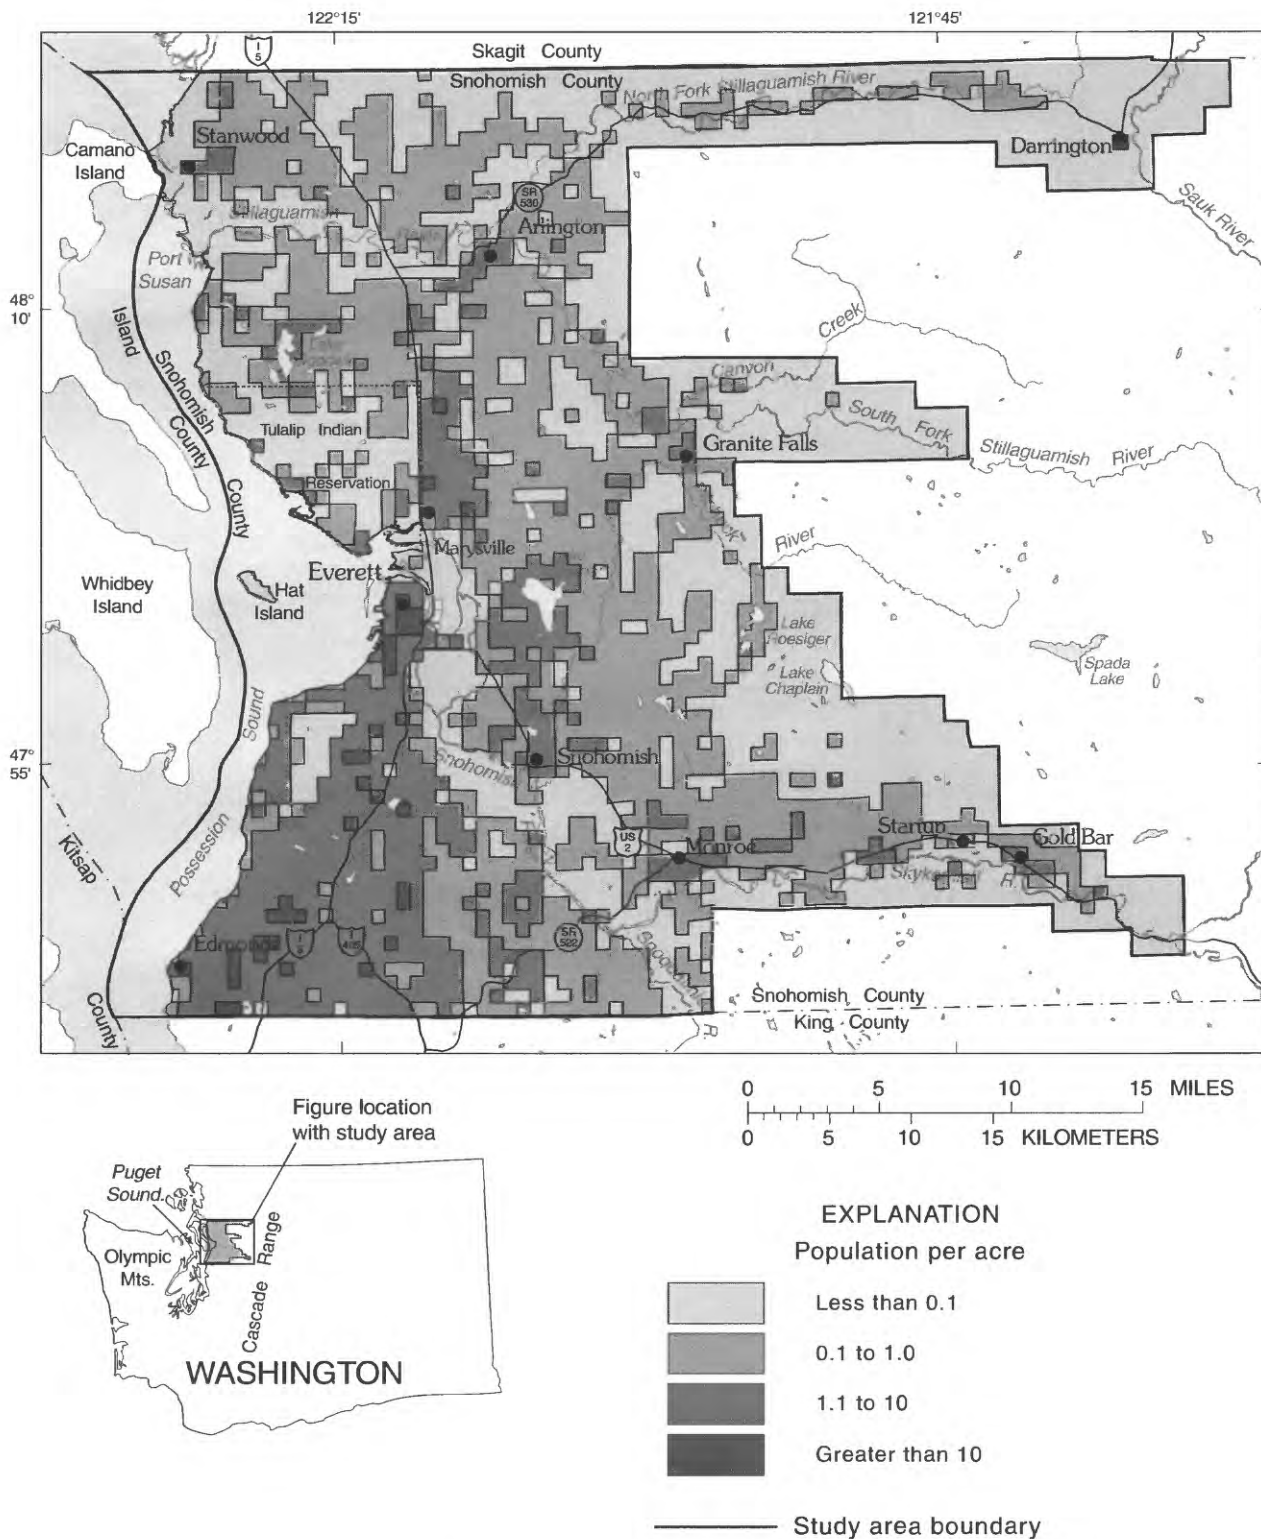 122°15'
121°45'
I
5
Skagit County
Snohomish County
North Fork Stillaguamish River
Stanwood
Camano
Island
Darrington
SR
530
Stillaguamish
Arlington
Sauk River
Port
Susan
48°
10'
Island
County
Snohomish
County
Lake
Creek
Canyon
Tulalip Indian
Reservation
South Fork
Stillaguamish River
Granite Falls
River
Marysville
Everett
Whidbey
Island
Hat
Island
Lake
Roesiger
Lake
Chaplain
Spada
Lake
Possession Sound
47°
55'
Snohomish
Snohomish
US
2
Monroe
Startup
Gold Bar
R.
Kitsap
County
Edmonds
I
5
I
405
SR
522
R.
Snohomish County
King County
0 5 10 15 MILES
0 5 10 15 KILOMETERS
Figure location
with study area
Puget
Sound.
Olympic
Mts.
Cascade Range
WASHINGTON
EXPLANATION
Population per acre
Less than 0.1
0.1 to 1.0
1.1 to 10
Greater than 10
Study area boundary